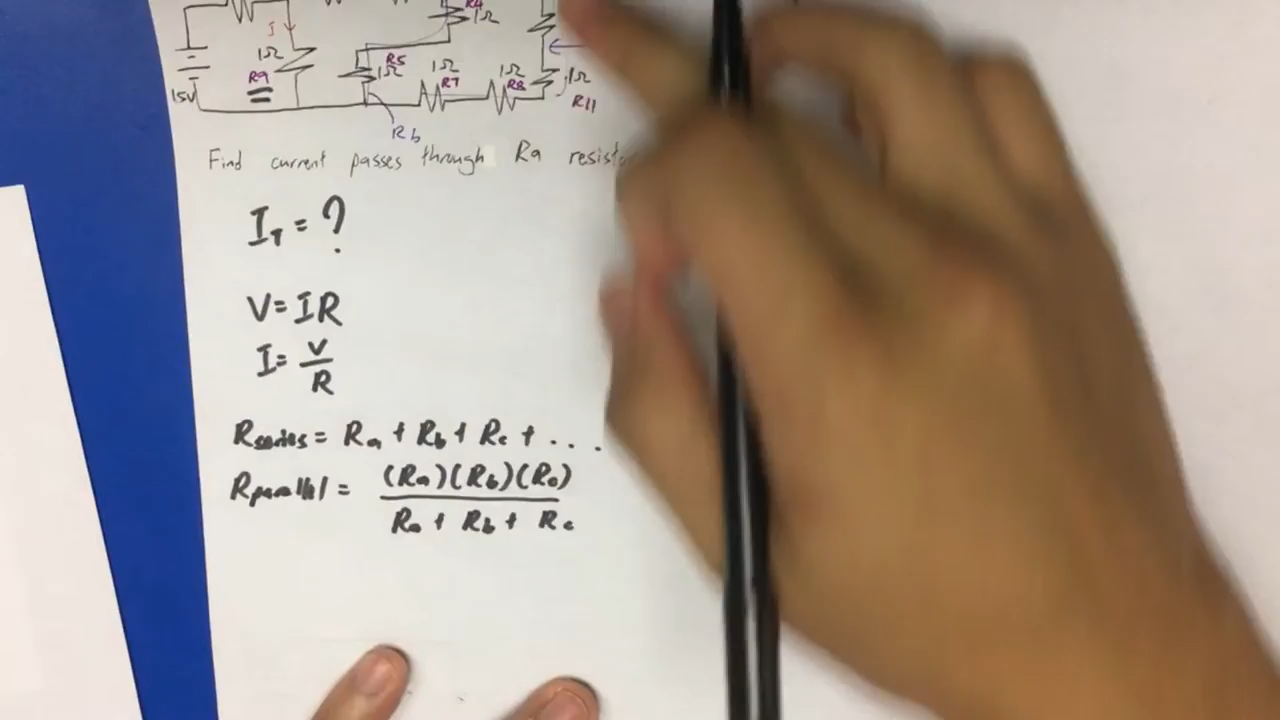 R4
1Ω
I
1Ω
R9
15V
R5
1Ω
1Ω
R7
1Ω
R8
1Ω
R11
Rb
Find current passes through Ra
I_T = ?
V = IR
I = V/R
Rseries = Ra + Rb + Rc + ...
Rparallel = (Ra)(Rb)(Rc)
Ra + Rb + Rc